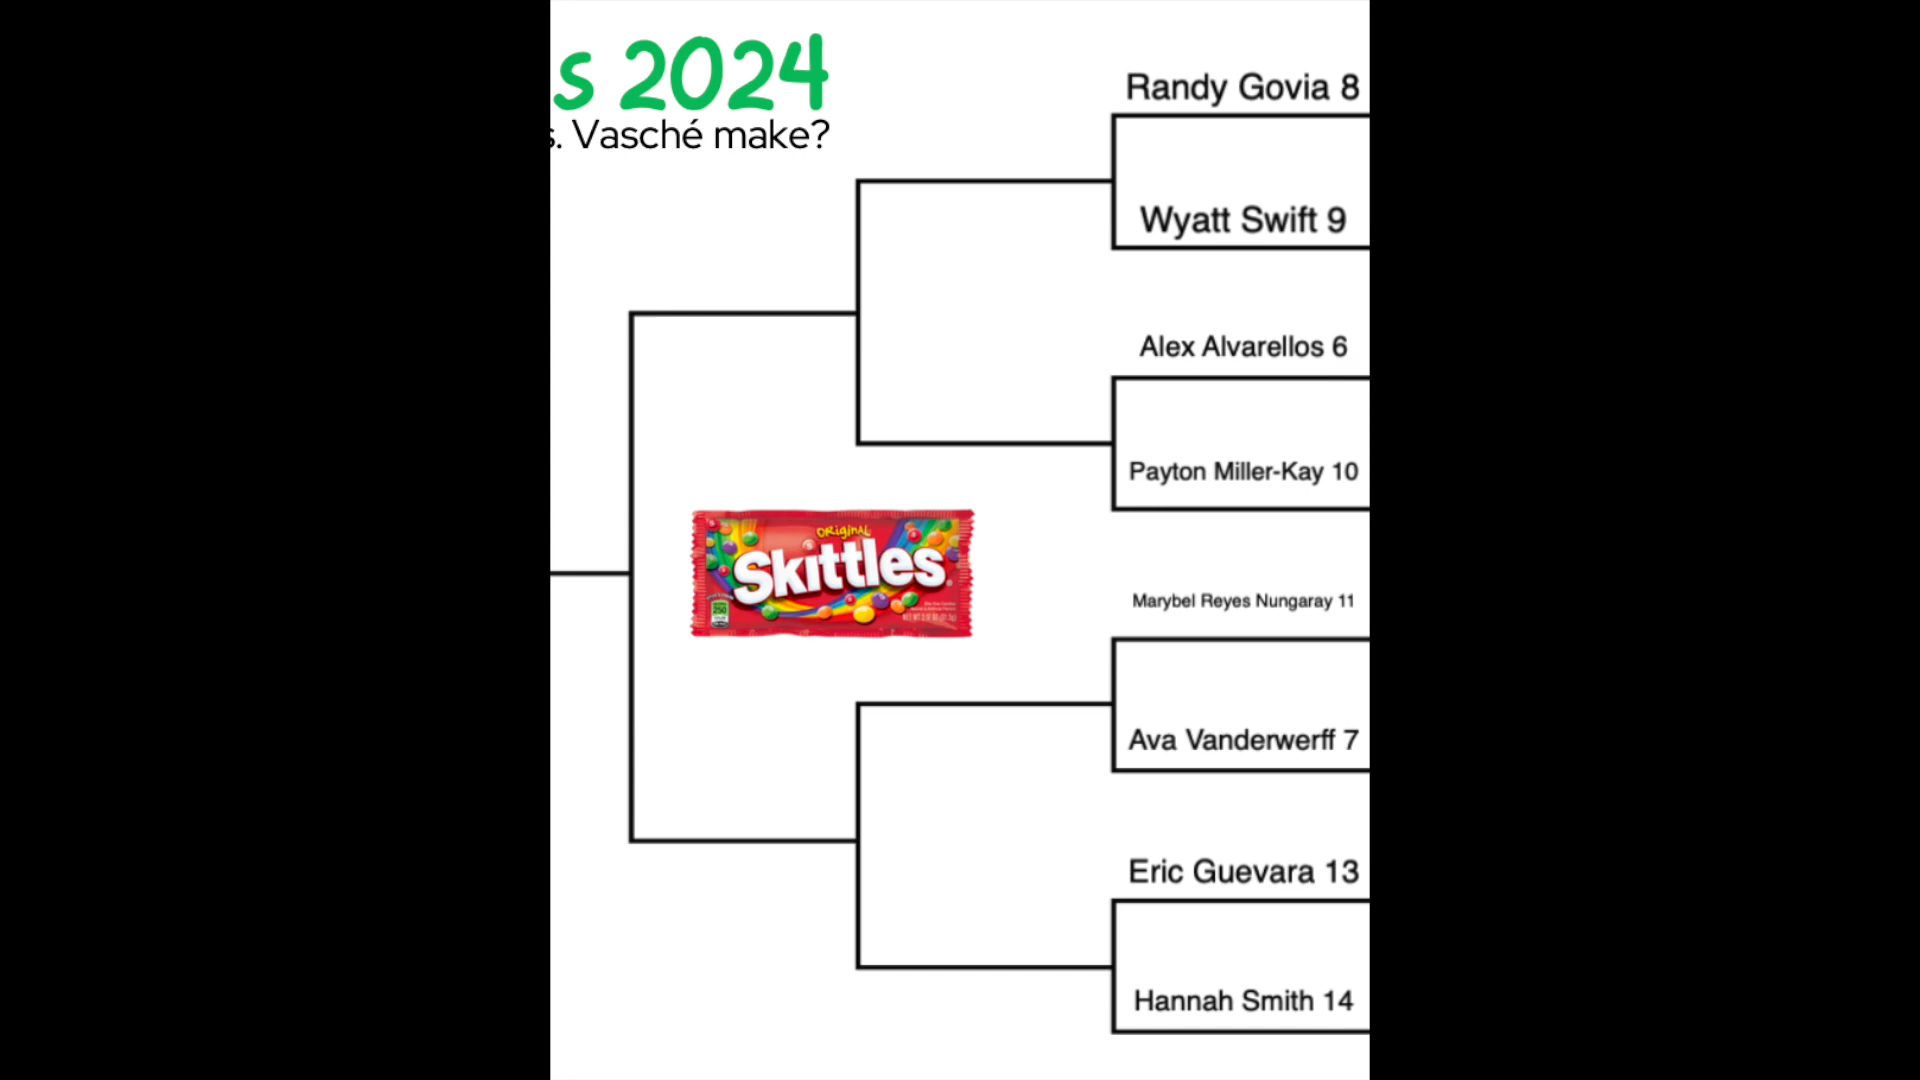 s 2024
s. Vasché make?
Randy Govia 8
Wyatt Swift 9
Alex Alvarellos 6
Payton Miller-Kay 10
ORiginAL
Skittles
250
Marybel Reyes Nungaray 11
Ava Vanderwerff 7
Eric Guevara 13
Hannah Smith 14